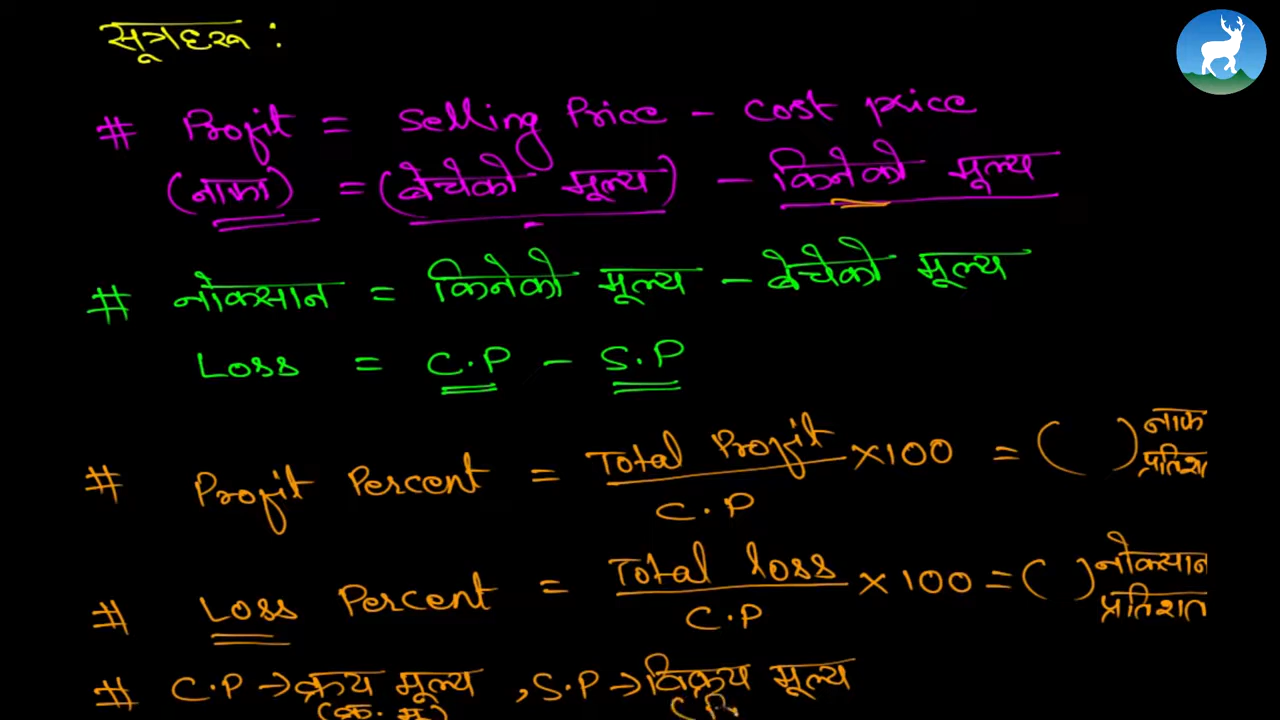 सूत्रहरू :
# Profit = Selling Price - Cost price
(नाफा) = (बेचेको मूल्य) - किनेको मूल्य
# नोक्सान = किनेको मूल्य - बेचेको मूल्य
Loss = C.P - S.P
# Profit Percent = Total Profit / C.P × 100 = ( ) नाफ प्रतिश
# Loss Percent = Total loss / C.P × 100 = ( ) नोक्सान प्रतिशत
# C.P → क्रय मूल्य , S.P → विक्रय मूल्य
(क्र. मू)